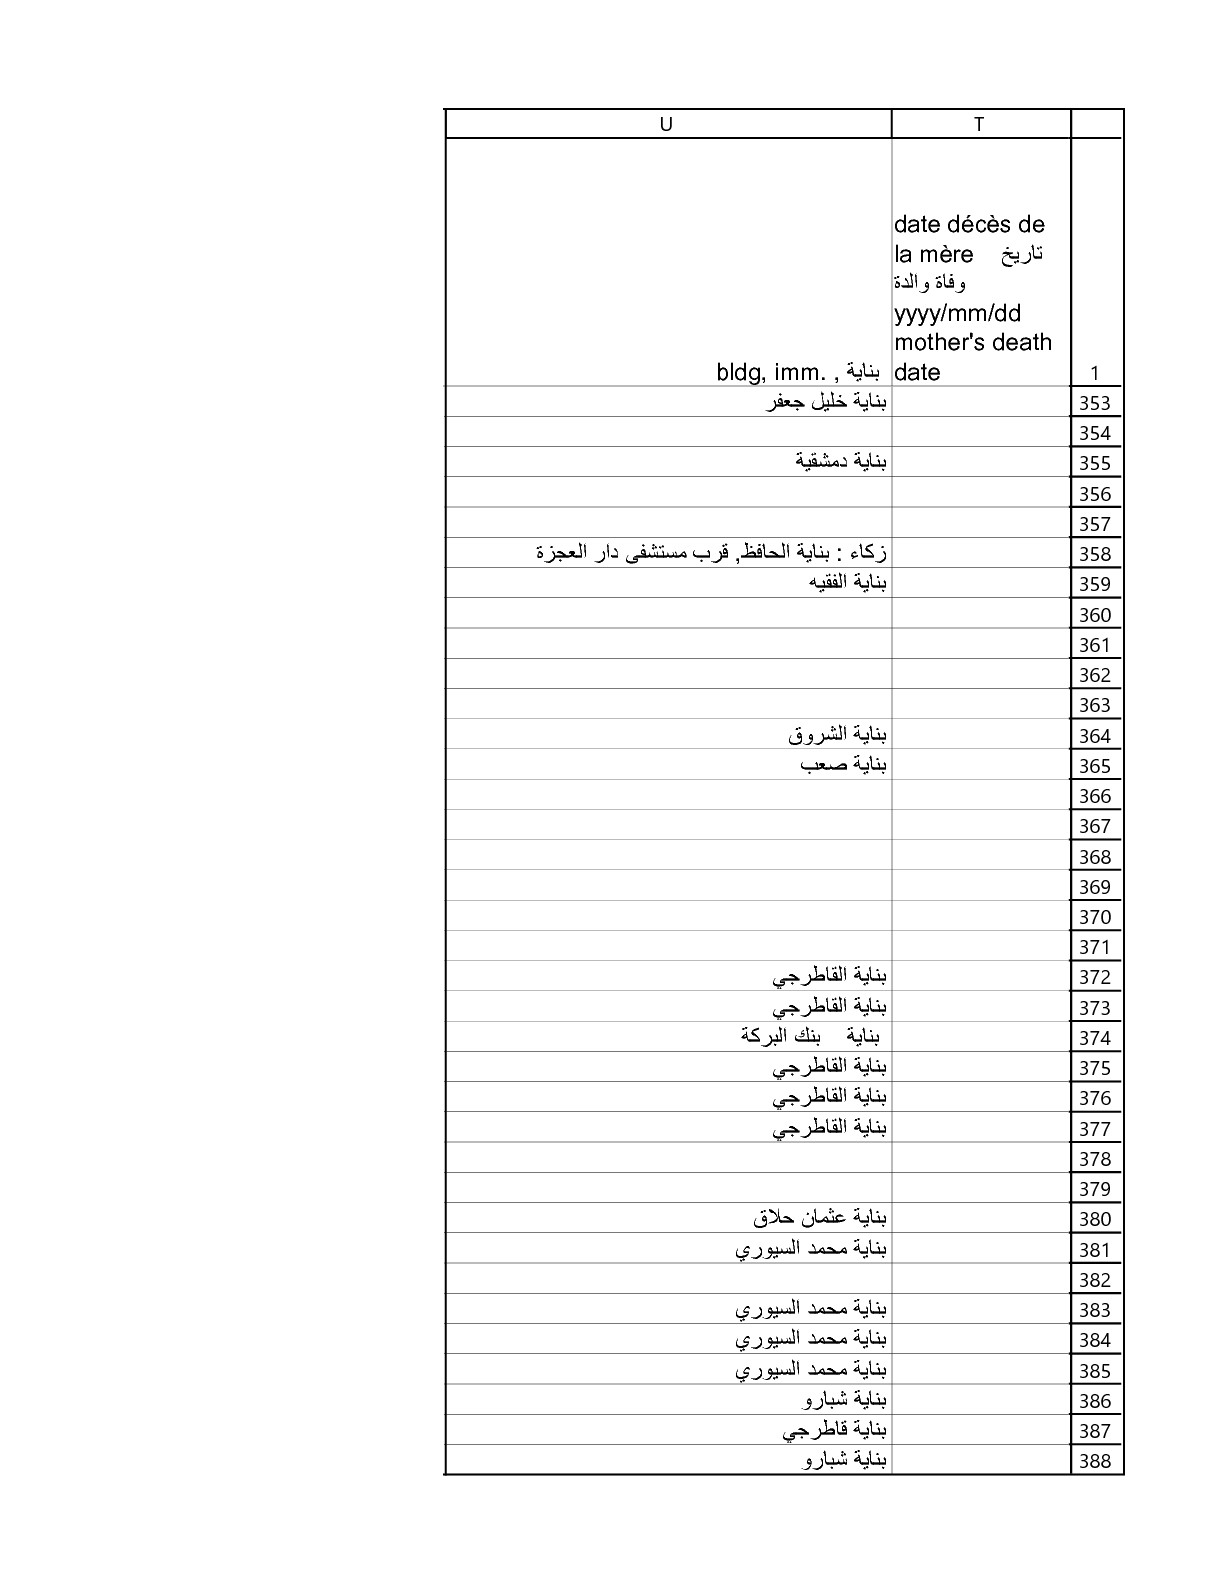 U T
date décès de
la mère تاريخ
وفاة والدة
yyyy/mm/dd
mother's death
date
بناية , bldg, imm.
1
353 بناية خليل جعفر
354
355 بناية دمشقية
356
357
358 زكاء : بناية الحافظ, قرب مستشفى دار العجزة
359 بناية الفقيه
360
361
362
363
364 بناية الشروق
365 بناية صعب
366
367
368
369
370
371
372 بناية القاطرجي
373 بناية القاطرجي
374 بناية بنك البركة
375 بناية القاطرجي
376 بناية القاطرجي
377 بناية القاطرجي
378
379
380 بناية عثمان حلاق
381 بناية محمد السيوري
382
383 بناية محمد السيوري
384 بناية محمد السيوري
385 بناية محمد السيوري
386 بناية شبارو
387 بناية قاطرجي
388 بناية شبارو